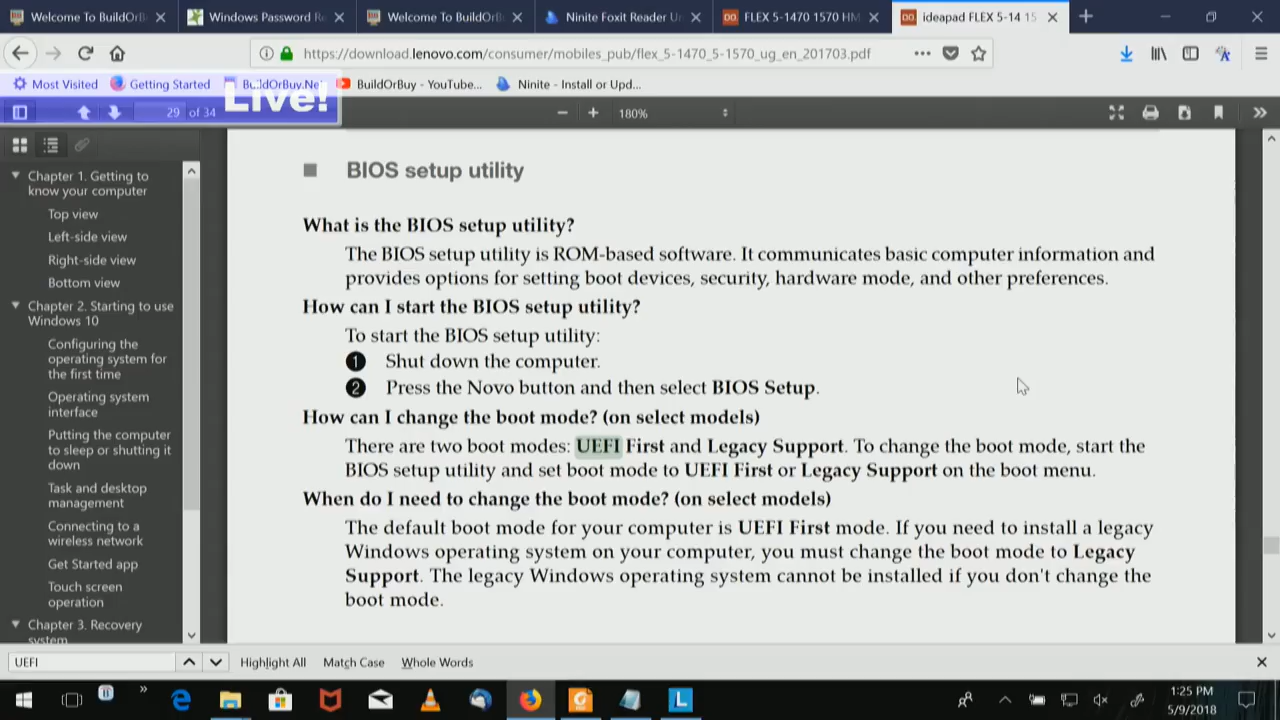 Welcome To BuildOrB
Windows Password Re
Welcome To BuildOrB
Ninite Foxit Reader Un
FLEX 5-1470 1570 HM
ideapad FLEX 5-14 15
https://download.lenovo.com/consumer/mobiles_pub/flex_5-1470_5-1570_ug_en_201703.pdf
Most Visited
Getting Started
BuildOrBuy.Ne
BuildOrBuy - YouTube...
Ninite - Install or Upd...
Live!
29 of 34
180%
Chapter 1. Getting to
know your computer
Top view
Left-side view
Right-side view
Bottom view
Chapter 2. Starting to use
Windows 10
Configuring the
operating system for
the first time
Operating system
interface
Putting the computer
to sleep or shutting it
down
Task and desktop
management
Connecting to a
wireless network
Get Started app
Touch screen
operation
Chapter 3. Recovery
system
BIOS setup utility
What is the BIOS setup utility?
The BIOS setup utility is ROM-based software. It communicates basic computer information and
provides options for setting boot devices, security, hardware mode, and other preferences.
How can I start the BIOS setup utility?
To start the BIOS setup utility:
1 Shut down the computer.
2 Press the Novo button and then select BIOS Setup.
How can I change the boot mode? (on select models)
There are two boot modes: UEFI First and Legacy Support. To change the boot mode, start the
BIOS setup utility and set boot mode to UEFI First or Legacy Support on the boot menu.
When do I need to change the boot mode? (on select models)
The default boot mode for your computer is UEFI First mode. If you need to install a legacy
Windows operating system on your computer, you must change the boot mode to Legacy
Support. The legacy Windows operating system cannot be installed if you don't change the
boot mode.
UEFI
Highlight All
Match Case
Whole Words
1:25 PM
5/9/2018